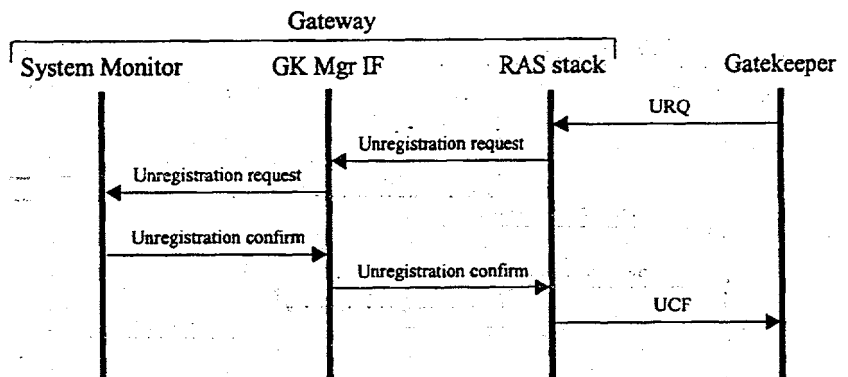 Gateway
System Monitor GK Mgr IF RAS stack Gatekeeper
URQ
Unregistration request
Unregistration request
Unregistration confirm
Unregistration confirm
UCF